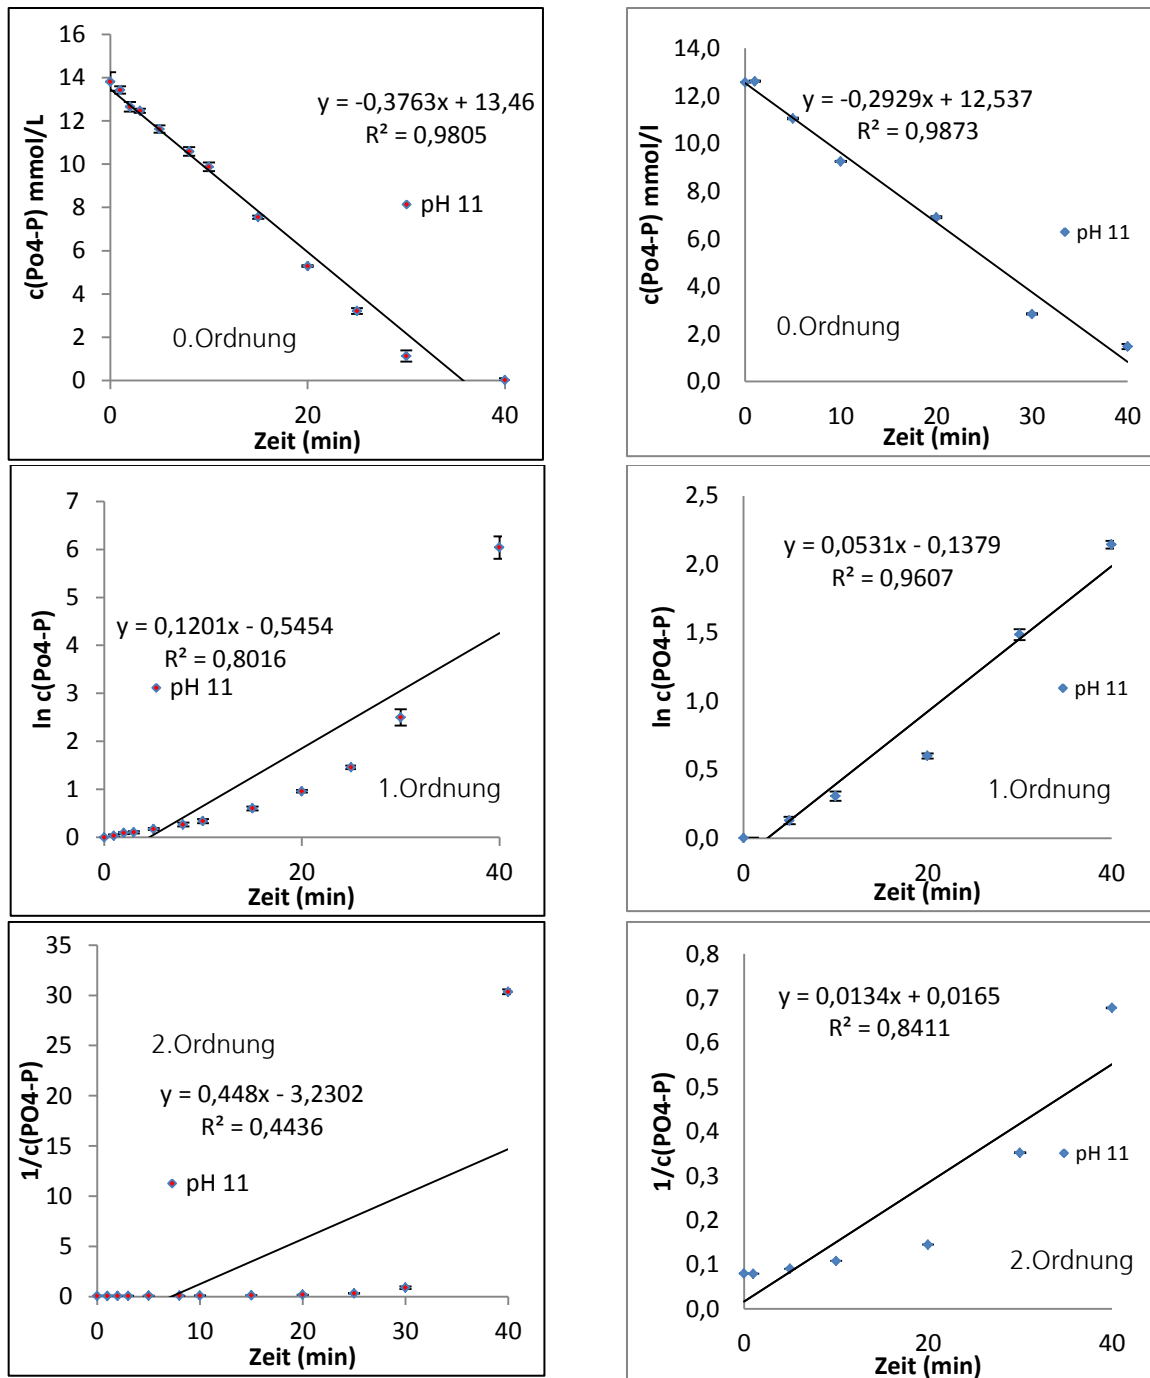 16
14
12
10
8
6
4
2
0
0
20
40
c(Po4-P) mmol/L
Zeit (min)
y = -0,3763x + 13,46
R² = 0,9805
pH 11
0.Ordnung
14,0
12,0
10,0
8,0
6,0
4,0
2,0
0,0
0
10
20
30
40
c(Po4-P) mmol/l
Zeit (min)
y = -0,2929x + 12,537
R² = 0,9873
pH 11
0.Ordnung
7
6
5
4
3
2
1
0
0
20
40
ln c(Po4-P)
Zeit (min)
y = 0,1201x - 0,5454
R² = 0,8016
pH 11
1.Ordnung
2,5
2,0
1,5
1,0
0,5
0,0
0
20
40
ln c(PO4-P)
Zeit (min)
y = 0,0531x - 0,1379
R² = 0,9607
pH 11
1.Ordnung
35
30
25
20
15
10
5
0
0
10
20
30
40
1/c(PO4-P)
Zeit (min)
2.Ordnung
y = 0,448x - 3,2302
R² = 0,4436
pH 11
0,8
0,7
0,6
0,5
0,4
0,3
0,2
0,1
0,0
0
20
40
1/c(PO4-P)
Zeit (min)
y = 0,0134x + 0,0165
R² = 0,8411
pH 11
2.Ordnung